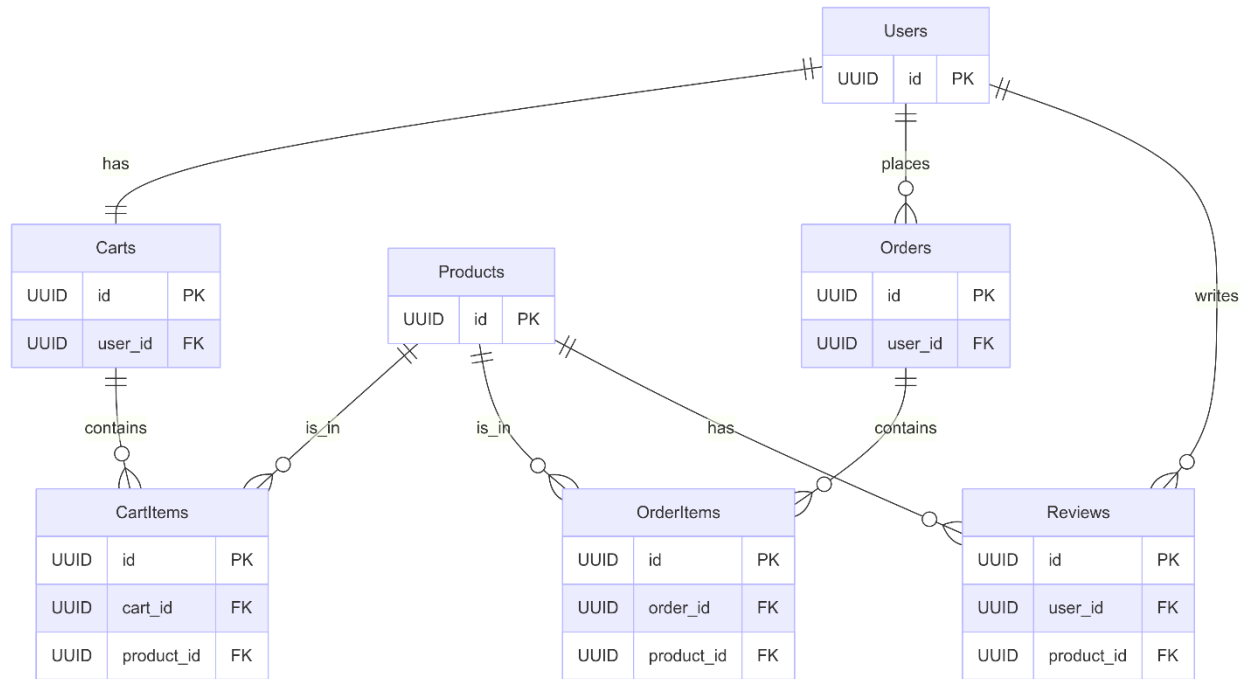 Users
UUID id PK
has
places
writes
Carts
UUID id PK
UUID user_id FK
Products
UUID id PK
Orders
UUID id PK
UUID user_id FK
contains
is_in
is_in
has
contains
CartItems
UUID id PK
UUID cart_id FK
UUID product_id FK
OrderItems
UUID id PK
UUID order_id FK
UUID product_id FK
Reviews
UUID id PK
UUID user_id FK
UUID product_id FK